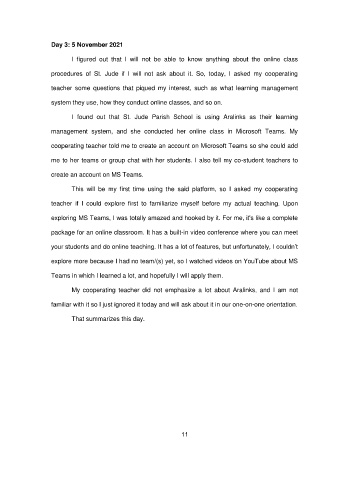 Day 3: 5 November 2021
I figured out that I will not be able to know anything about the online class
procedures of St. Jude if I will not ask about it. So, today, I asked my cooperating
teacher some questions that piqued my interest, such as what learning management
system they use, how they conduct online classes, and so on.
I found out that St. Jude Parish School is using Aralinks as their learning
management system, and she conducted her online class in Microsoft Teams. My
cooperating teacher told me to create an account on Microsoft Teams so she could add
me to her teams or group chat with her students. I also tell my co-student teachers to
create an account on MS Teams.
This will be my first time using the said platform, so I asked my cooperating
teacher if I could explore first to familiarize myself before my actual teaching. Upon
exploring MS Teams, I was totally amazed and hooked by it. For me, it's like a complete
package for an online classroom. It has a built-in video conference where you can meet
your students and do online teaching. It has a lot of features, but unfortunately, I couldn't
explore more because I had no team/(s) yet, so I watched videos on YouTube about MS
Teams in which I learned a lot, and hopefully I will apply them.
My cooperating teacher did not emphasize a lot about Aralinks, and I am not
familiar with it so I just ignored it today and will ask about it in our one-on-one orientation.
That summarizes this day.
11